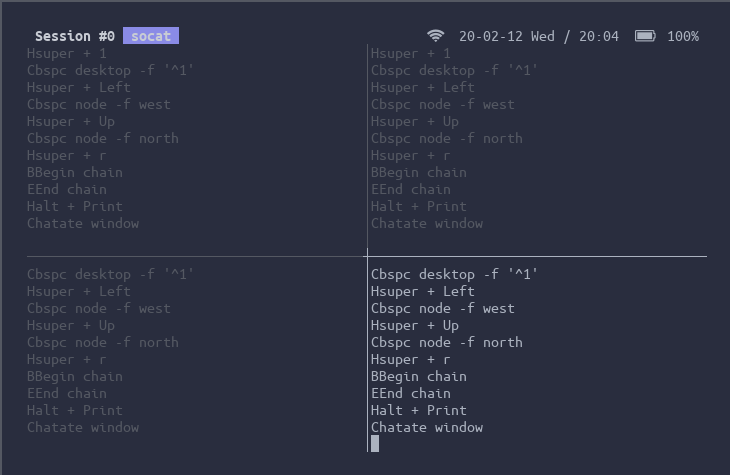 Session #0 socat 20-02-12 Wed / 20:04 100%
Hsuper + 1
Cbspc desktop -f '^1'
Hsuper + Left
Cbspc node -f west
Hsuper + Up
Cbspc node -f north
Hsuper + r
BBegin chain
EEnd chain
Halt + Print
Chatate window
Hsuper + 1
Cbspc desktop -f '^1'
Hsuper + Left
Cbspc node -f west
Hsuper + Up
Cbspc node -f north
Hsuper + r
BBegin chain
EEnd chain
Halt + Print
Chatate window
Cbspc desktop -f '^1'
Hsuper + Left
Cbspc node -f west
Hsuper + Up
Cbspc node -f north
Hsuper + r
BBegin chain
EEnd chain
Halt + Print
Chatate window
Cbspc desktop -f '^1'
Hsuper + Left
Cbspc node -f west
Hsuper + Up
Cbspc node -f north
Hsuper + r
BBegin chain
EEnd chain
Halt + Print
Chatate window